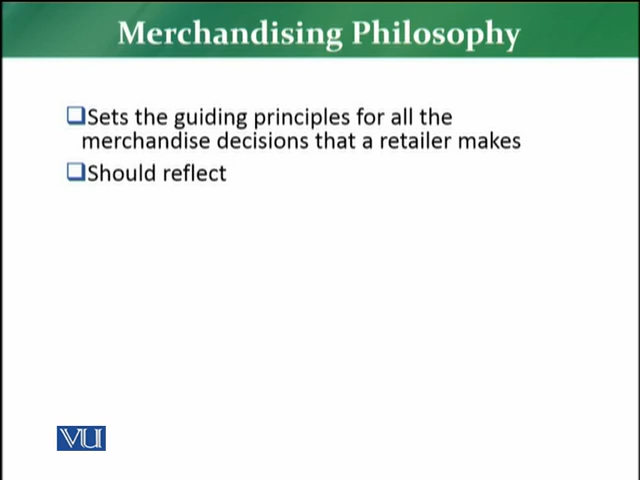 Merchandising Philosophy
Sets the guiding principles for all the
merchandise decisions that a retailer makes
Should reflect
VU